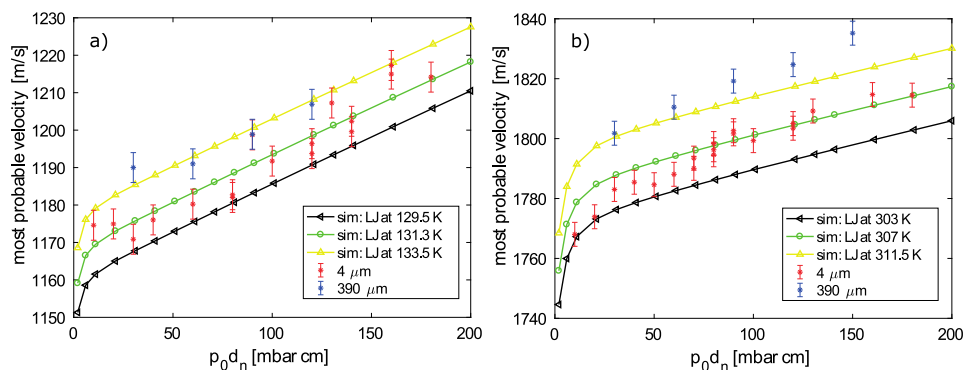 a)
most probable velocity [m/s]
1230
1220
1210
1200
1190
1180
1170
1160
1150
0
50
100
150
200
p₀dₙ [mbar cm]
sim: LJat 129.5 K
sim: LJat 131.3 K
sim: LJat 133.5 K
4 μm
390 μm
b)
most probable velocity [m/s]
1840
1820
1800
1780
1760
1740
0
50
100
150
200
p₀dₙ [mbar cm]
sim: LJat 303 K
sim: LJat 307 K
sim: LJat 311.5 K
4 μm
390 μm